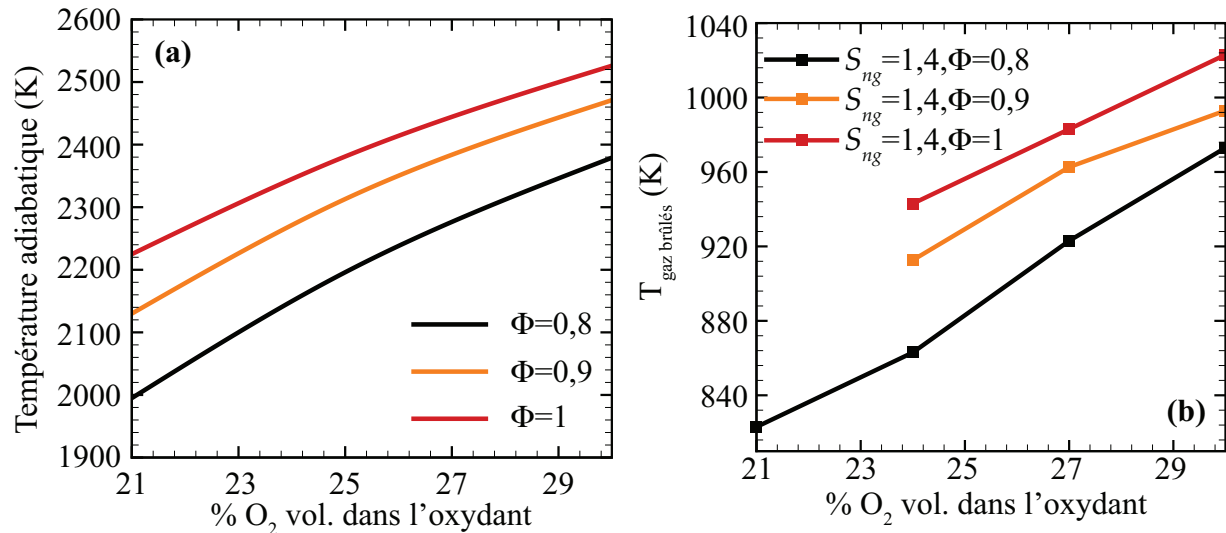 (a)
Température adiabatique (K)
2600
2500
2400
2300
2200
2100
2000
1900
21
23
25
27
29
% O2 vol. dans l’oxydant
Φ=0,8
Φ=0,9
Φ=1
(b)
T gaz brûlés (K)
1040
1000
960
920
880
840
21
23
25
27
29
% O2 vol. dans l’oxydant
Sng=1,4,Φ=0,8
Sng=1,4,Φ=0,9
Sng=1,4,Φ=1